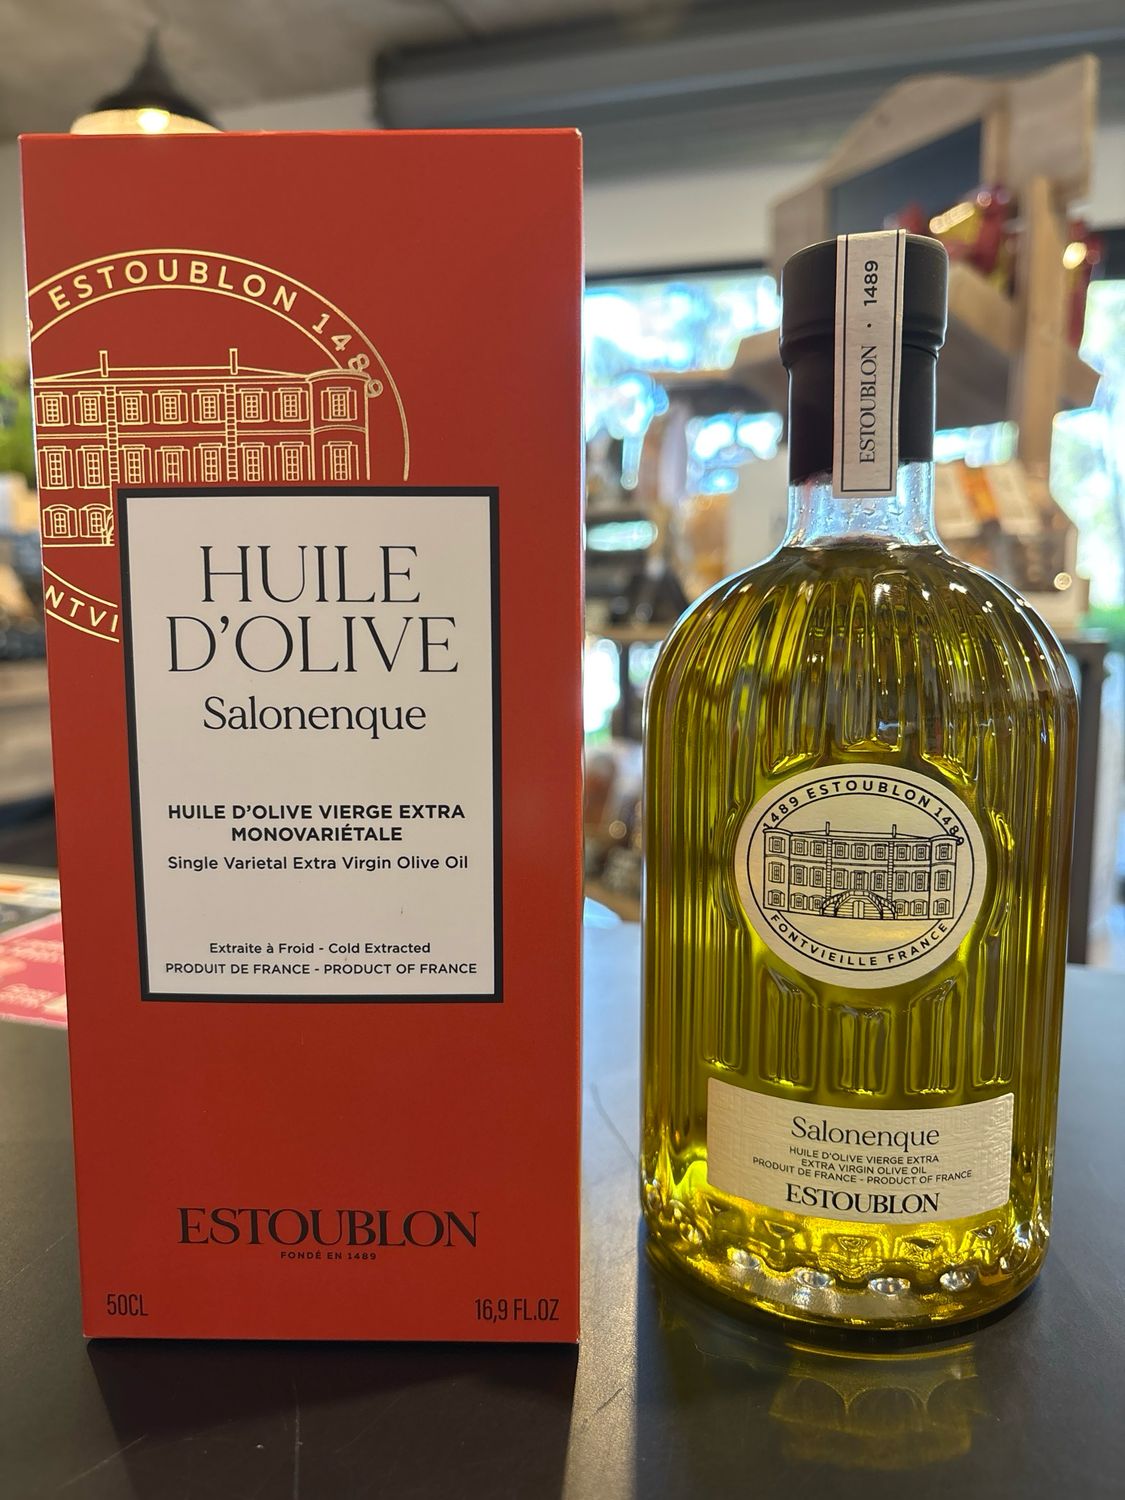 ESTOUBLON 1489
NTVI
HUILE
D’OLIVE
Salonenque
HUILE D’OLIVE VIERGE EXTRA
MONOVARIÉTALE
Single Varietal Extra Virgin Olive Oil
Extraite à Froid - Cold Extracted
PRODUIT DE FRANCE - PRODUCT OF FRANCE
ESTOUBLON
FONDÉ EN 1489
50CL
16,9 FL.OZ
ESTOUBLON · 1489
1489 ESTOUBLON 1489
FONTVIEILLE FRANCE
Salonenque
HUILE D’OLIVE VIERGE EXTRA
EXTRA VIRGIN OLIVE OIL
PRODUIT DE FRANCE - PRODUCT OF FRANCE
ESTOUBLON